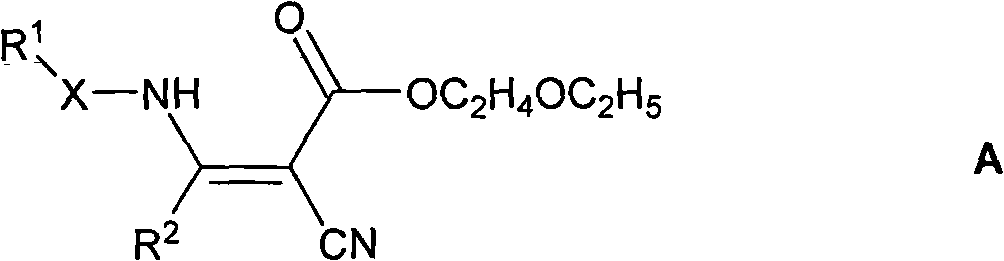 O
R¹
X NH OC₂H₄OC₂H₅
A
R² CN